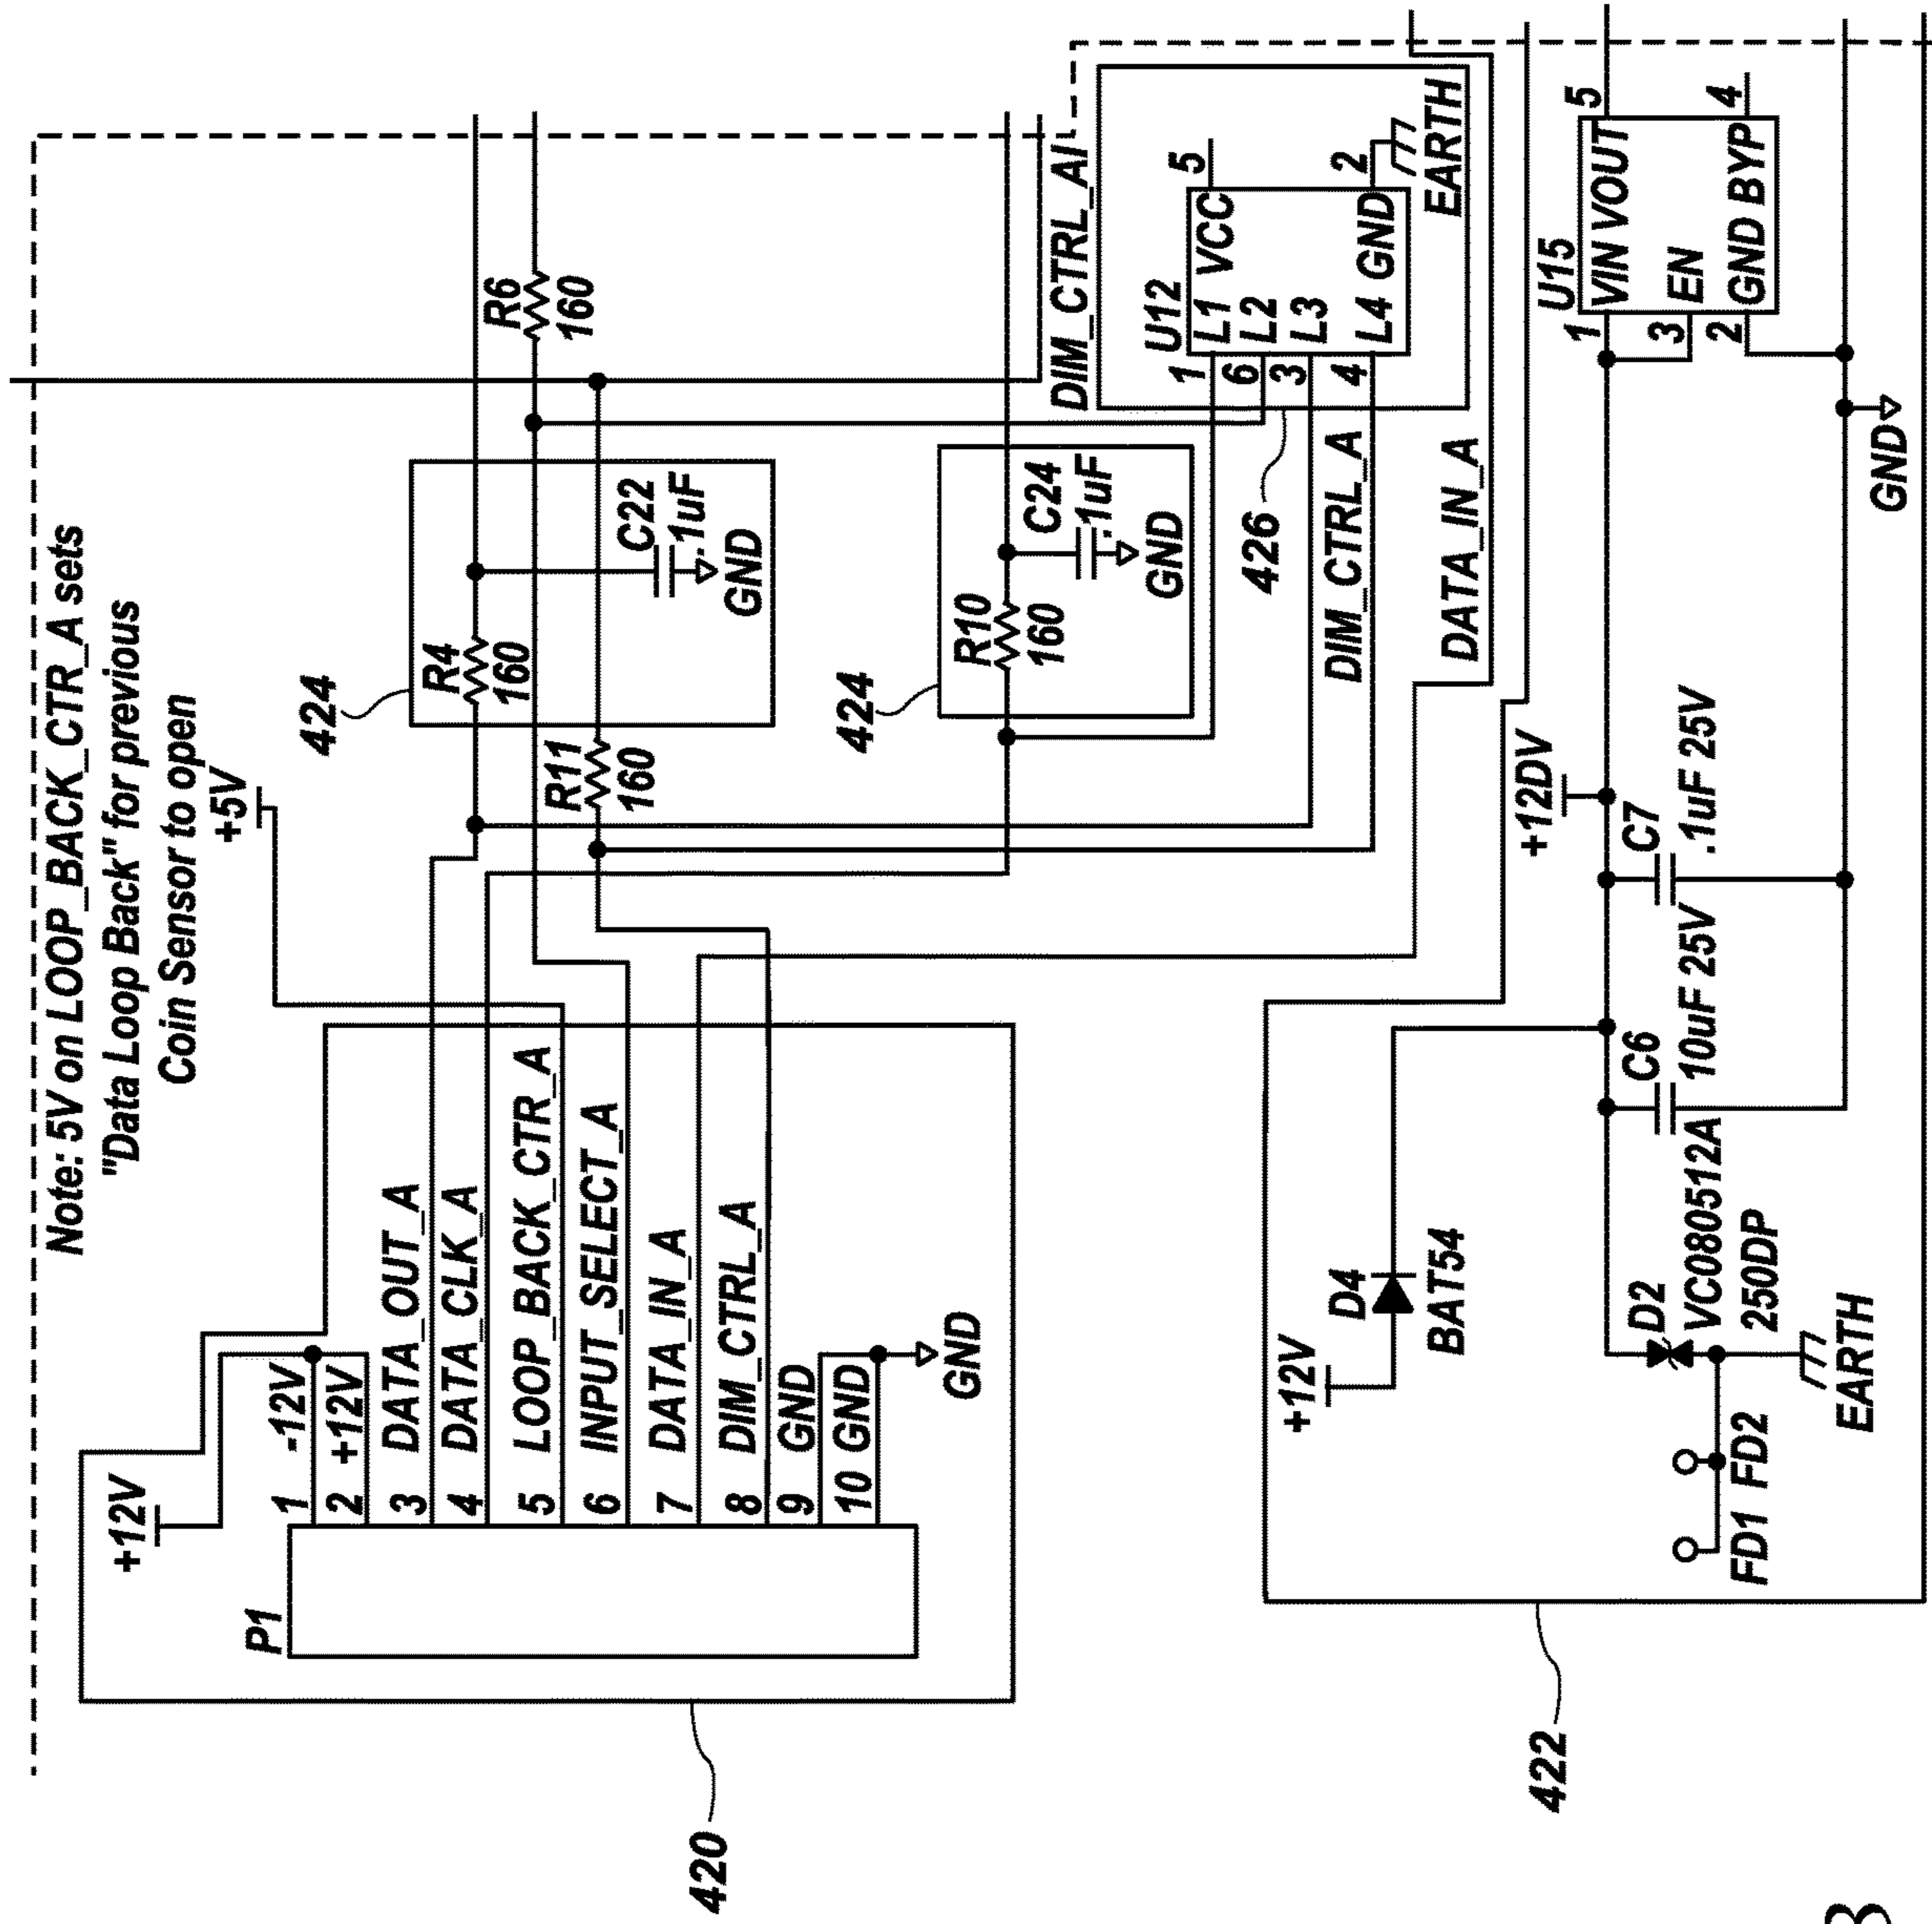 Note: 5V on LOOP_BACK_CTR_A sets
"Data Loop Back" for previous
Coin Sensor to open
+5V
+12V
P1
1 -12V
2 +12V
3 DATA_OUT_A
4 DATA_CLK_A
5 LOOP_BACK_CTR_A
6 INPUT_SELECT_A
7 DATA_IN_A
8 DIM_CTRL_A
9 GND
10 GND
GND
420
424
R4
160
C22
.1uF
GND
R6
160
R11
160
424
R10
160
C24
.1uF
GND
DIM_CTRL_AI
U12
1 L1 VCC 5
6 L2
3 L3
4 L4 GND 2
EARTH
426
DIM_CTRL_A
DATA_IN_A
+12V
D4
BAT54
+12DV
U15
1 VIN VOUT 5
3 EN
2 GND BYP 4
C6
10uF 25V
C7
.1uF 25V
D2
VC080512A
250DP
FD1 FD2
EARTH
GND
422
3